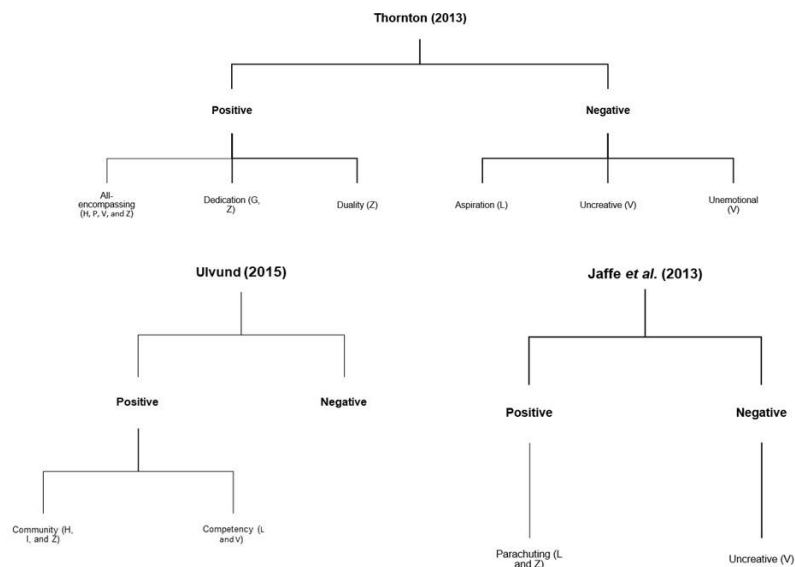 Thornton (2013)
Positive
Negative
All-
encompassing
(H, P, V, and Z)
Dedication (G,
Z)
Duality (Z)
Aspiration (L)
Uncreative (V)
Unemotional
(V)
Ulvund (2015)
Positive
Negative
Community (H,
I, and Z)
Competency (L
and V)
Jaffe et al. (2013)
Positive
Negative
Parachuting (L
and Z)
Uncreative (V)